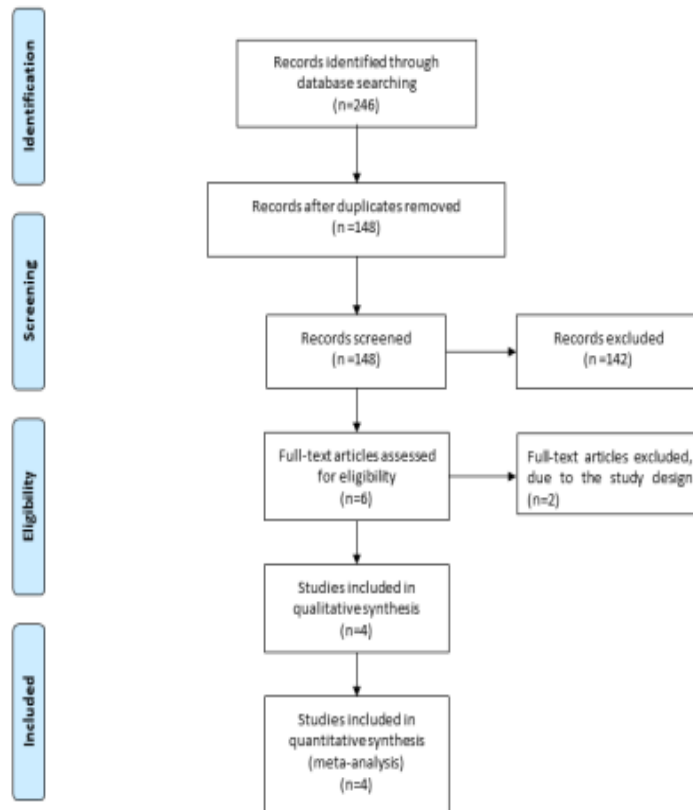 Identification
Records identified through
database searching
(n=246)
Records after duplicates removed
(n =148)
Screening
Records screened
(n =148)
Records excluded
(n =142)
Eligibility
Full-text articles assessed
for eligibility
(n=6)
Full-text articles excluded,
due to the study design
(n=2)
Studies included in
qualitative synthesis
(n=4)
Included
Studies included in
quantitative synthesis
(meta-analysis)
(n=4)